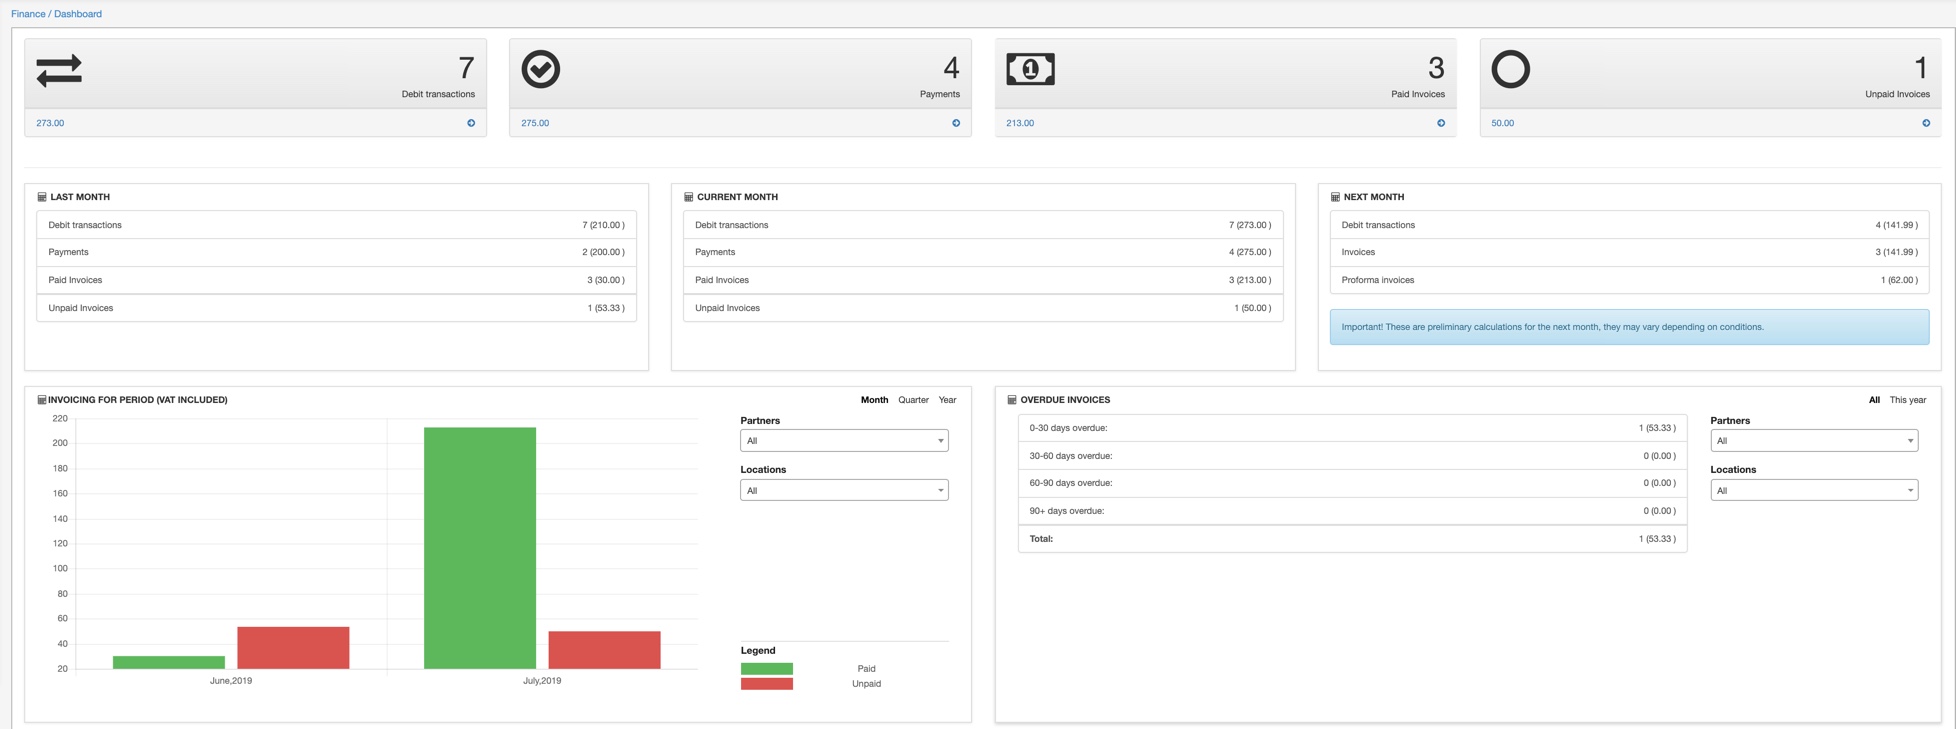 Finance / Dashboard
7
Debit transactions
273.00
4
Payments
275.00
1
3
Paid Invoices
213.00
1
Unpaid Invoices
50.00
LAST MONTH
Debit transactions 7 (210.00 )
Payments 2 (200.00 )
Paid Invoices 3 (30.00 )
Unpaid Invoices 1 (53.33 )
CURRENT MONTH
Debit transactions 7 (273.00 )
Payments 4 (275.00 )
Paid Invoices 3 (213.00 )
Unpaid Invoices 1 (50.00 )
NEXT MONTH
Debit transactions 4 (141.99 )
Invoices 3 (141.99 )
Proforma invoices 1 (62.00 )
Important! These are preliminary calculations for the next month, they may vary depending on conditions.
INVOICING FOR PERIOD (VAT INCLUDED) Month Quarter Year
220
200
180
160
140
120
100
80
60
40
20
June,2019 July,2019
Partners
All
Locations
All
Legend
Paid
Unpaid
OVERDUE INVOICES All This year
0-30 days overdue: 1 (53.33 )
30-60 days overdue: 0 (0.00 )
60-90 days overdue: 0 (0.00 )
90+ days overdue: 0 (0.00 )
Total: 1 (53.33 )
Partners
All
Locations
All